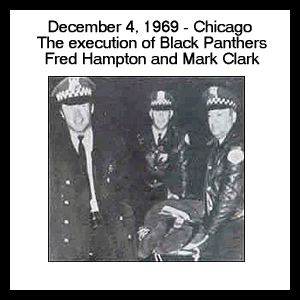 December 4, 1969 - Chicago
The execution of Black Panthers
Fred Hampton and Mark Clark